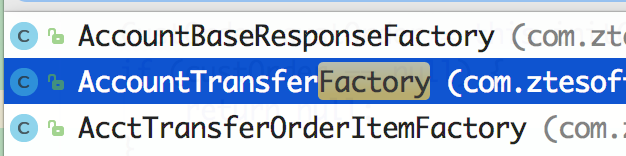 C AccountBaseResponseFactory (com.zte
C AccountTransferFactory (com.ztesoft
C AcctTransferOrderItemFactory (com.z